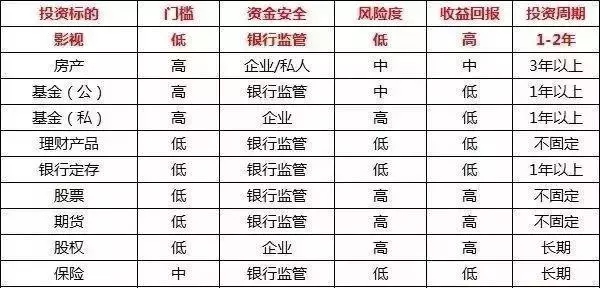 投资标的 门槛 资金安全 风险度 收益回报 投资周期
影视 低 银行监管 低 高 1-2年
房产 高 企业/私人 中 中 3年以上
基金（公） 高 银行监管 中 低 1年以上
基金（私） 高 企业 高 低 1年以上
理财产品 低 银行监管 低 低 不固定
银行定存 低 银行监管 低 低 1年以上
股票 低 银行监管 高 高 不固定
期货 低 银行监管 高 高 不固定
股权 低 企业 高 高 长期
保险 中 银行监管 低 低 长期